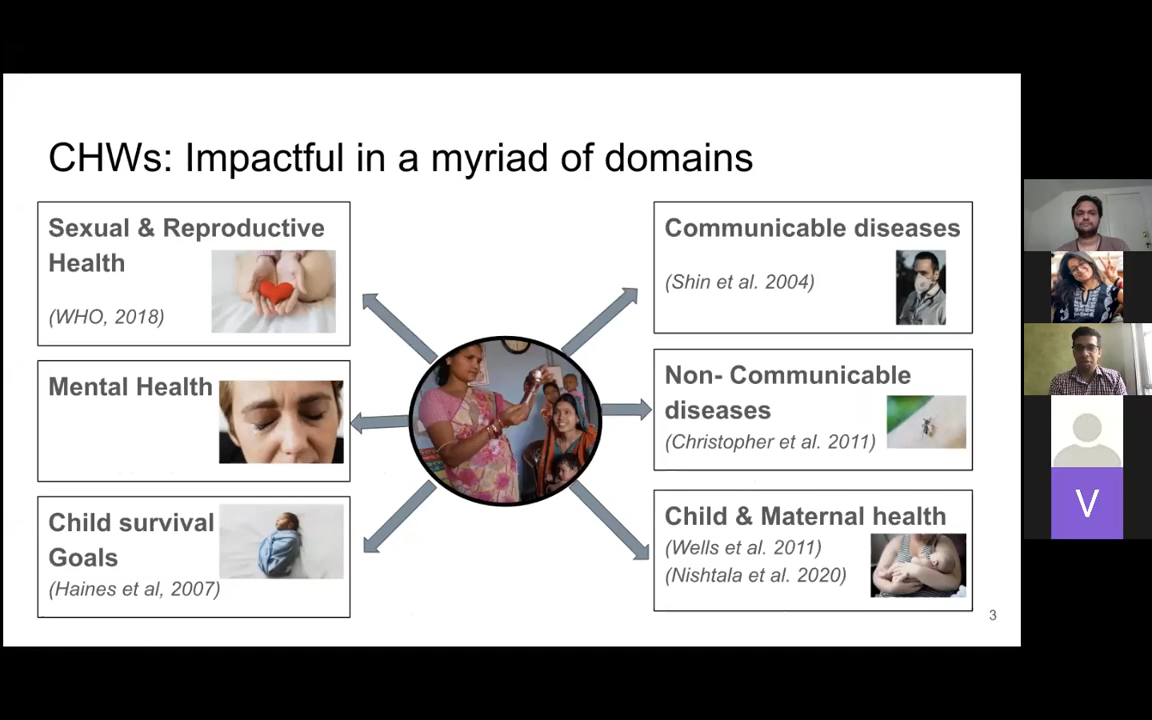 CHWs: Impactful in a myriad of domains
Sexual & Reproductive
Health
(WHO, 2018)
Mental Health
Child survival
Goals
(Haines et al, 2007)
Communicable diseases
(Shin et al. 2004)
Non- Communicable
diseases
(Christopher et al. 2011)
Child & Maternal health
(Wells et al. 2011)
(Nishtala et al. 2020)
3
V